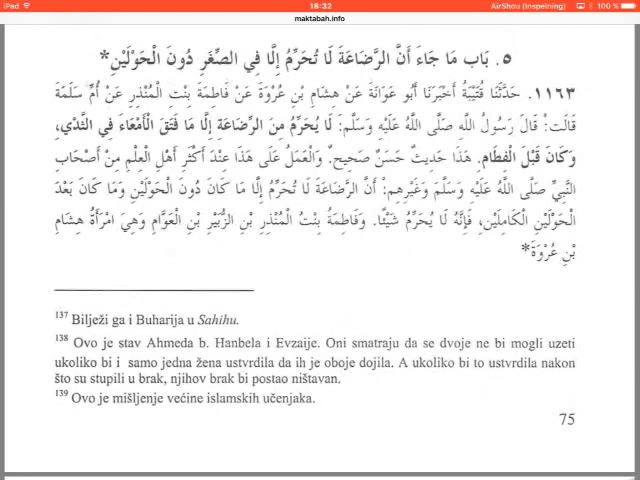 iPad
18:32
AirShou (Inspelning)
100 %
maktabah.info
٥. بَاب مَا جَاءَ أَنَّ الرَّضَاعَةَ لَا تُحَرِّمُ إِلَّا فِي الصِّغَرِ دُونَ الْحَوْلَيْنِ*
١١٦٣. حَدَّثَنَا قُتَيْبَةُ أَخْبَرَنَا أَبُو عَوَانَةَ عَنْ هِشَامِ بْنِ عُرْوَةَ عَنْ فَاطِمَةَ بِنْتِ الْمُنْذِرِ عَنْ أُمِّ سَلَمَةَ
قَالَتْ: قَالَ رَسُولُ اللَّهِ صَلَّى اللَّهُ عَلَيْهِ وَسَلَّمَ: لَا يُحَرِّمُ مِنَ الرِّضَاعَةِ إِلَّا مَا فَتَقَ الْأَمْعَاءَ فِي الثَّدْيِ،
وَكَانَ قَبْلَ الْفِطَامِ. هَذَا حَدِيثٌ حَسَنٌ صَحِيحٌ. وَالْعَمَلُ عَلَى هَذَا عِنْدَ أَكْثَرِ أَهْلِ الْعِلْمِ مِنْ أَصْحَابِ
النَّبِيِّ صَلَّى اللَّهُ عَلَيْهِ وَسَلَّمَ وَغَيْرِهِمْ: أَنَّ الرَّضَاعَةَ لَا تُحَرِّمُ إِلَّا مَا كَانَ دُونَ الْحَوْلَيْنِ وَمَا كَانَ بَعْدَ
الْحَوْلَيْنِ الْكَامِلَيْنِ، فَإِنَّهُ لَا يُحَرِّمُ شَيْئًا. وَفَاطِمَةُ بِنْتُ الْمُنْذِرِ بْنِ الزُّبَيْرِ بْنِ الْعَوَّامِ وَهِيَ امْرَأَةُ هِشَامِ
بْنِ عُرْوَةَ*
137 Bilježi ga i Buharija u Sahihu.
138 Ovo je stav Ahmeda b. Hanbela i Evzaije. Oni smatraju da se dvoje ne bi mogli uzeti
ukoliko bi i samo jedna žena ustvrdila da ih je oboje dojila. A ukoliko bi to ustvrdila nakon
što su stupili u brak, njihov brak bi postao ništavan.
139 Ovo je mišljenje većine islamskih učenjaka.
75